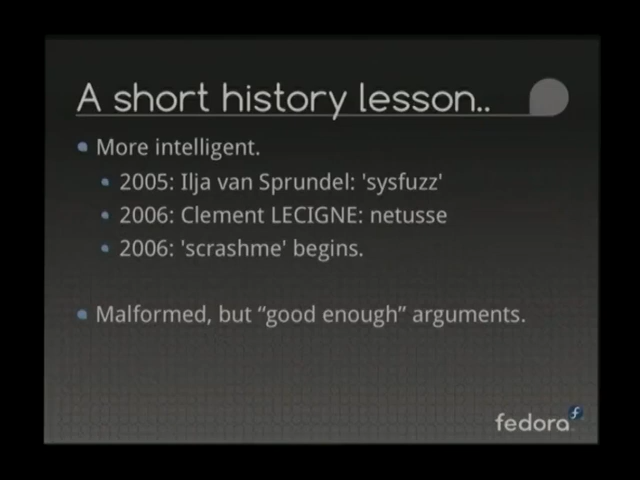 A short history lesson..
More intelligent.
2005: Ilja van Sprundel: 'sysfuzz'
2006: Clement LECIGNE: netusse
2006: 'scrashme' begins.
Malformed, but “good enough” arguments.
fedora